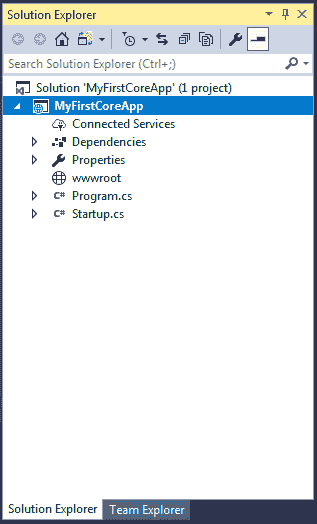 Solution Explorer
Search Solution Explorer (Ctrl+;)
Solution 'MyFirstCoreApp' (1 project)
MyFirstCoreApp
Connected Services
Dependencies
Properties
wwwroot
C# Program.cs
C# Startup.cs
Solution Explorer Team Explorer